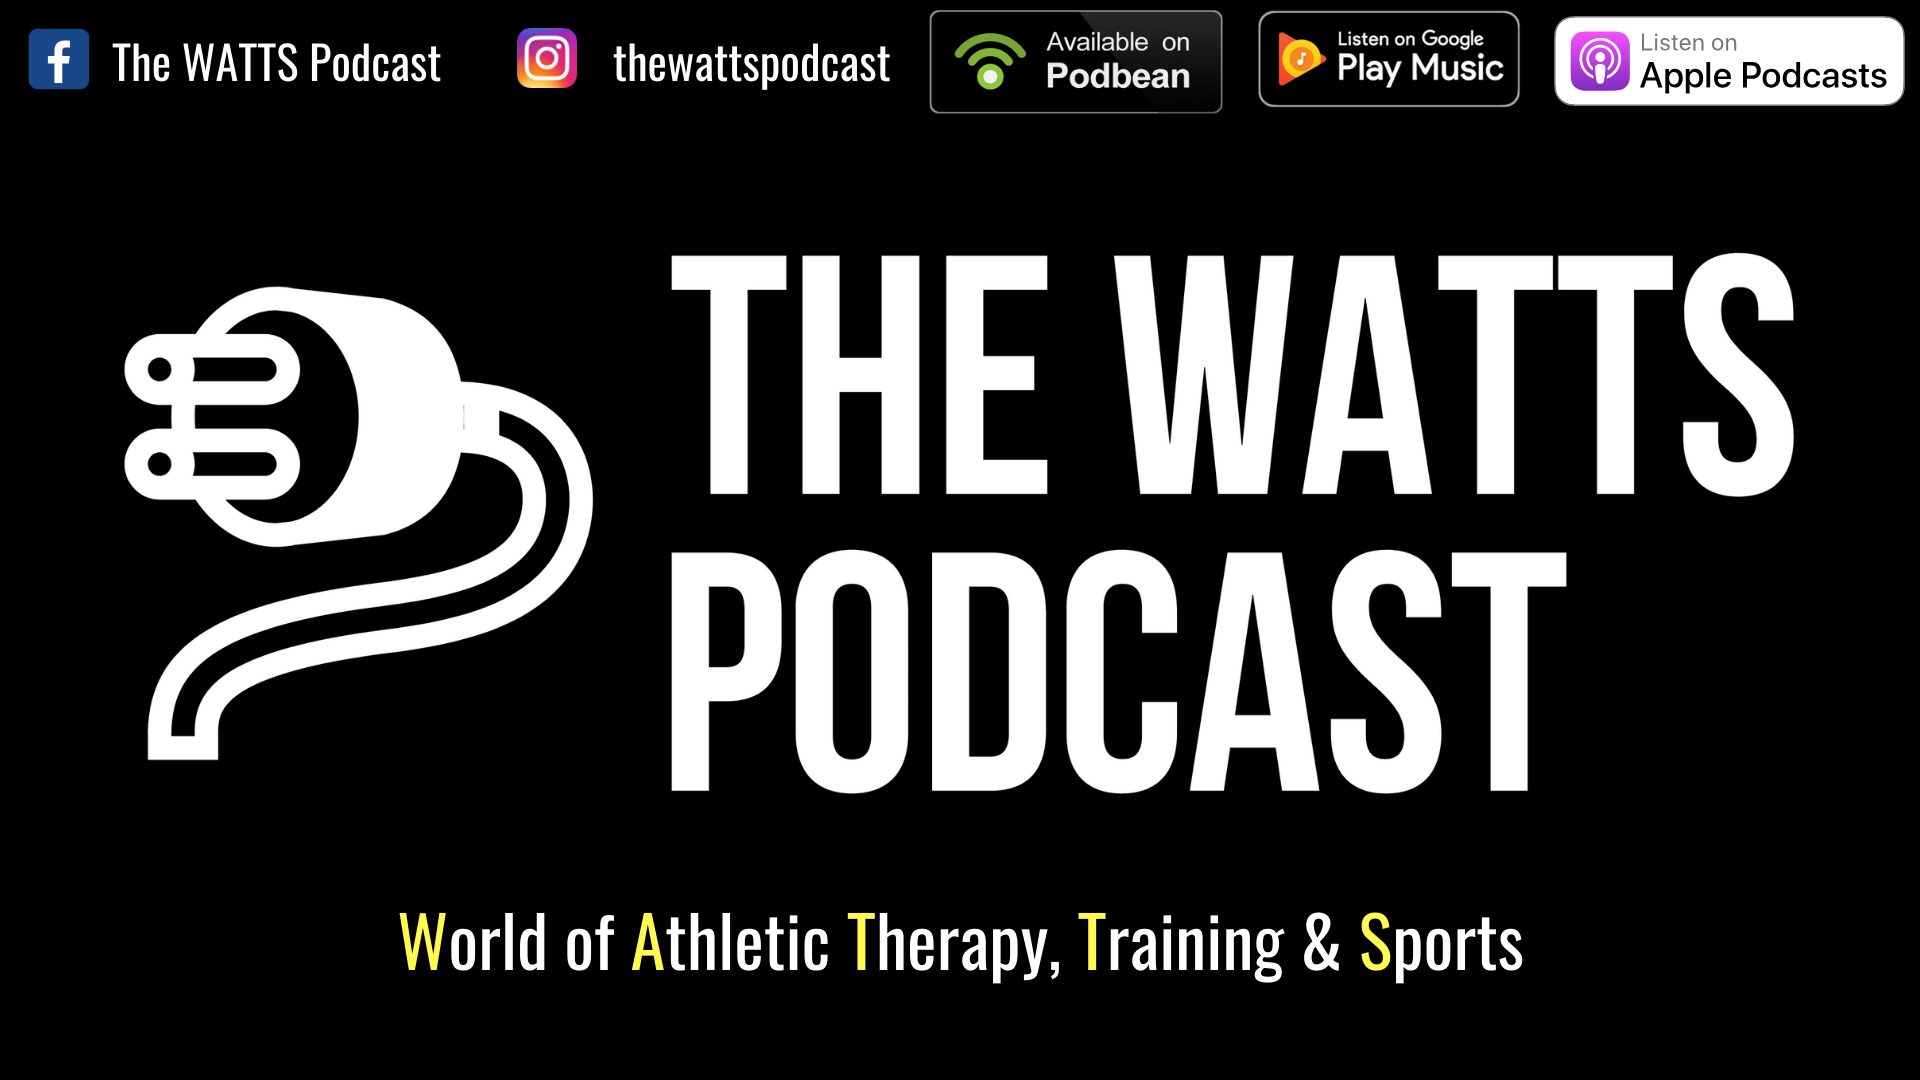 The WATTS Podcast
thewattspodcast
Available on
Podbean
Listen on Google
Play Music
Listen on
Apple Podcasts
THE WATTS
PODCAST
World of Athletic Therapy, Training & Sports